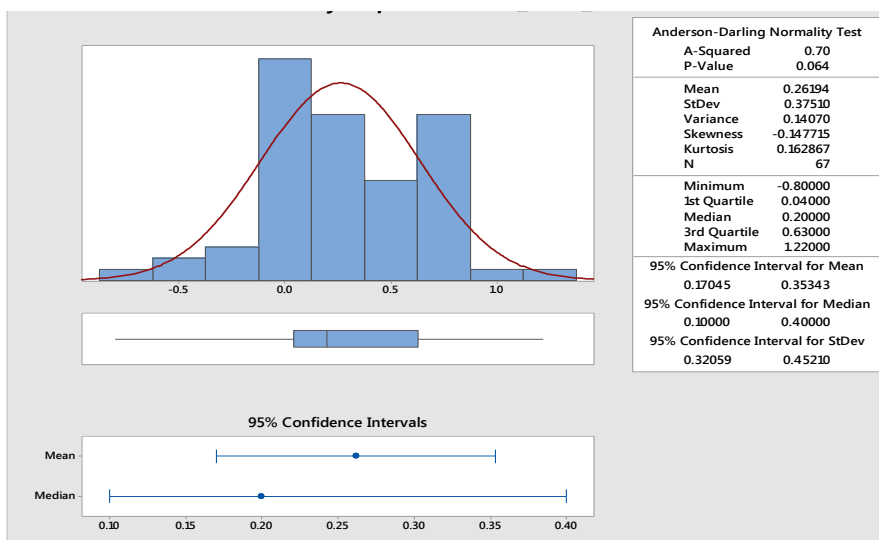 -0.5 0.0 0.5 1.0
95% Confidence Intervals
Mean
Median
0.10 0.15 0.20 0.25 0.30 0.35 0.40
Anderson-Darling Normality Test
A-Squared 0.70
P-Value 0.064
Mean 0.26194
StDev 0.37510
Variance 0.14070
Skewness -0.147715
Kurtosis 0.162867
N 67
Minimum -0.80000
1st Quartile 0.04000
Median 0.20000
3rd Quartile 0.63000
Maximum 1.22000
95% Confidence Interval for Mean
0.17045 0.35343
95% Confidence Interval for Median
0.10000 0.40000
95% Confidence Interval for StDev
0.32059 0.45210